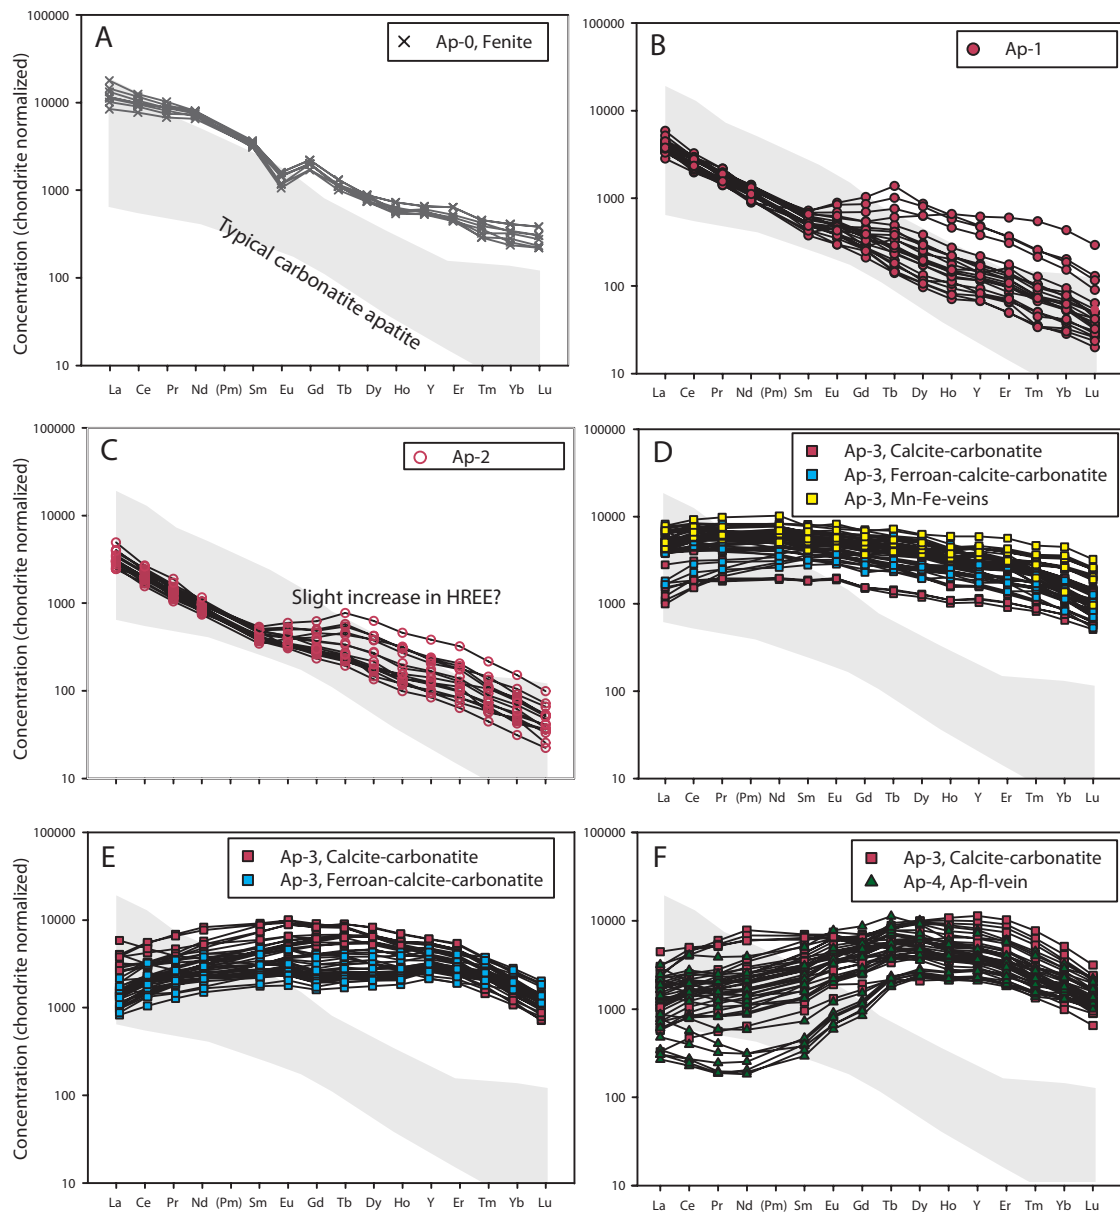 A
Ap-0, Fenite
Concentration (chondrite normalized)
100000
10000
1000
100
10
Typical carbonatite apatite
La Ce Pr Nd (Pm) Sm Eu Gd Tb Dy Ho Y Er Tm Yb Lu
B
Ap-1
100000
10000
1000
100
10
La Ce Pr Nd (Pm) Sm Eu Gd Tb Dy Ho Y Er Tm Yb Lu
C
Ap-2
Concentration (chondrite normalized)
100000
10000
1000
100
10
Slight increase in HREE?
D
Ap-3, Calcite-carbonatite
Ap-3, Ferroan-calcite-carbonatite
Ap-3, Mn-Fe-veins
100000
10000
1000
100
10
La Ce Pr (Pm) Nd Sm Eu Gd Tb Dy Ho Y Er Tm Yb Lu
E
Ap-3, Calcite-carbonatite
Ap-3, Ferroan-calcite-carbonatite
Concentration (chondrite normalized)
100000
10000
1000
100
10
La Ce Pr Nd (Pm) Sm Eu Gd Tb Dy Ho Y Er Tm Yb Lu
F
Ap-3, Calcite-carbonatite
Ap-4, Ap-fl-vein
100000
10000
1000
100
10
La Ce Pr Nd (Pm) Sm Eu Gd Tb Dy Ho Y Er Tm Yb Lu